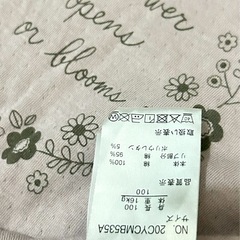 ower
opens
or blooms
NO. 20CYCMB535A
サイズ
身長 100
体重 16kg
100
品質表示
本体 綿 100%
リブ部分 綿 95%
ポリウレタン 5%
取扱い表示